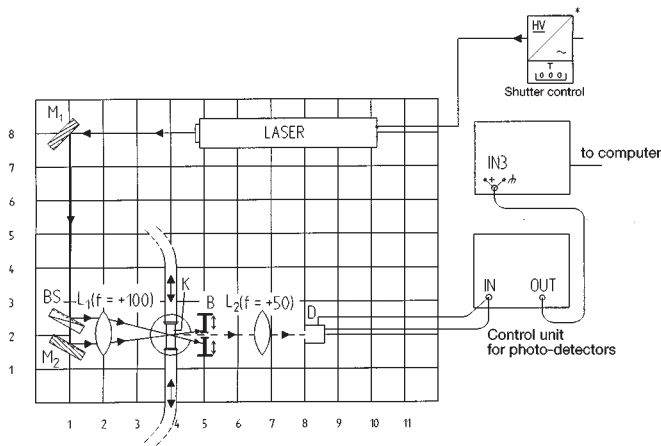 HV
*
~
T
Shutter control
M1
8
LASER
7
IN3
to computer
+
6
5
4
K
BS
L1(f = +100)
B
L2(f = +50)
3
D
IN
OUT
2
M2
Control unit
for photo-detectors
1
1 2 3 4 5 6 7 8 9 10 11